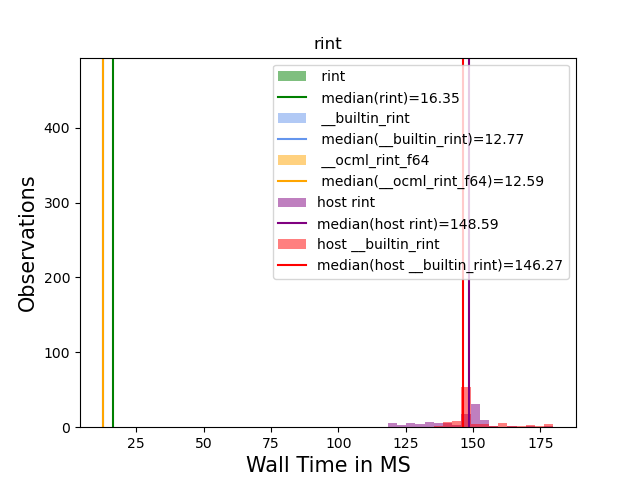 rint
rint
median(rint)=16.35
__builtin_rint
median(__builtin_rint)=12.77
__ocml_rint_f64
median(__ocml_rint_f64)=12.59
host rint
median(host rint)=148.59
host __builtin_rint
median(host __builtin_rint)=146.27
Observations
400
300
200
100
0
25 50 75 100 125 150 175
Wall Time in MS